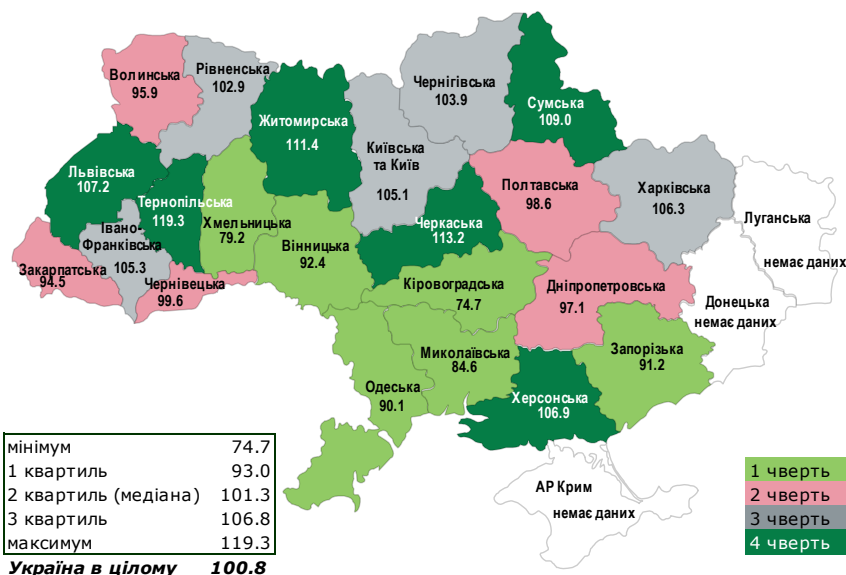 Волинська
95.9
Рівненська
102.9
Житомирська
111.4
Київська
та Київ
105.1
Чернігівська
103.9
Сумська
109.0
Львівська
107.2
Тернопільська
119.3
Хмельницька
79.2
Вінницька
92.4
Черкаська
113.2
Полтавська
98.6
Харківська
106.3
Луганська
немає даних
Івано-
Франківська
105.3
Закарпатська
94.5
Чернівецька
99.6
Кіровоградська
74.7
Дніпропетровська
97.1
Донецька
немає даних
Миколаївська
84.6
Запорізька
91.2
Одеська
90.1
Херсонська
106.9
АР Крим
немає даних
мінімум 74.7
1 квартиль 93.0
2 квартиль (медіана) 101.3
3 квартиль 106.8
максимум 119.3
Україна в цілому 100.8
1 чверть
2 чверть
3 чверть
4 чверть